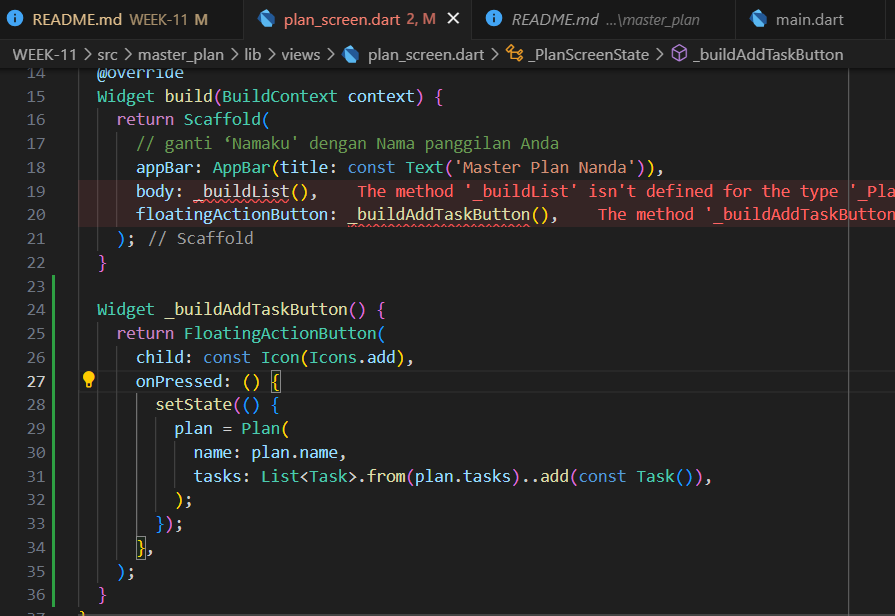 README.md WEEK-11 M plan_screen.dart 2, M README.md ...\master_plan main.dart
WEEK-11 > src > master_plan > lib > views > plan_screen.dart > _PlanScreenState > _buildAddTaskButton
14 @override
15 Widget build(BuildContext context) {
16 return Scaffold(
17 // ganti ‘Namaku' dengan Nama panggilan Anda
18 appBar: AppBar(title: const Text('Master Plan Nanda')),
19 body: _buildList(), The method '_buildList' isn't defined for the type '_Pla
20 floatingActionButton: _buildAddTaskButton(), The method '_buildAddTaskButton
21 ); // Scaffold
22 }
23
24 Widget _buildAddTaskButton() {
25 return FloatingActionButton(
26 child: const Icon(Icons.add),
27 onPressed: () {
28 setState(() {
29 plan = Plan(
30 name: plan.name,
31 tasks: List<Task>.from(plan.tasks)..add(const Task()),
32 );
33 });
34 },
35 );
36 }
37 }